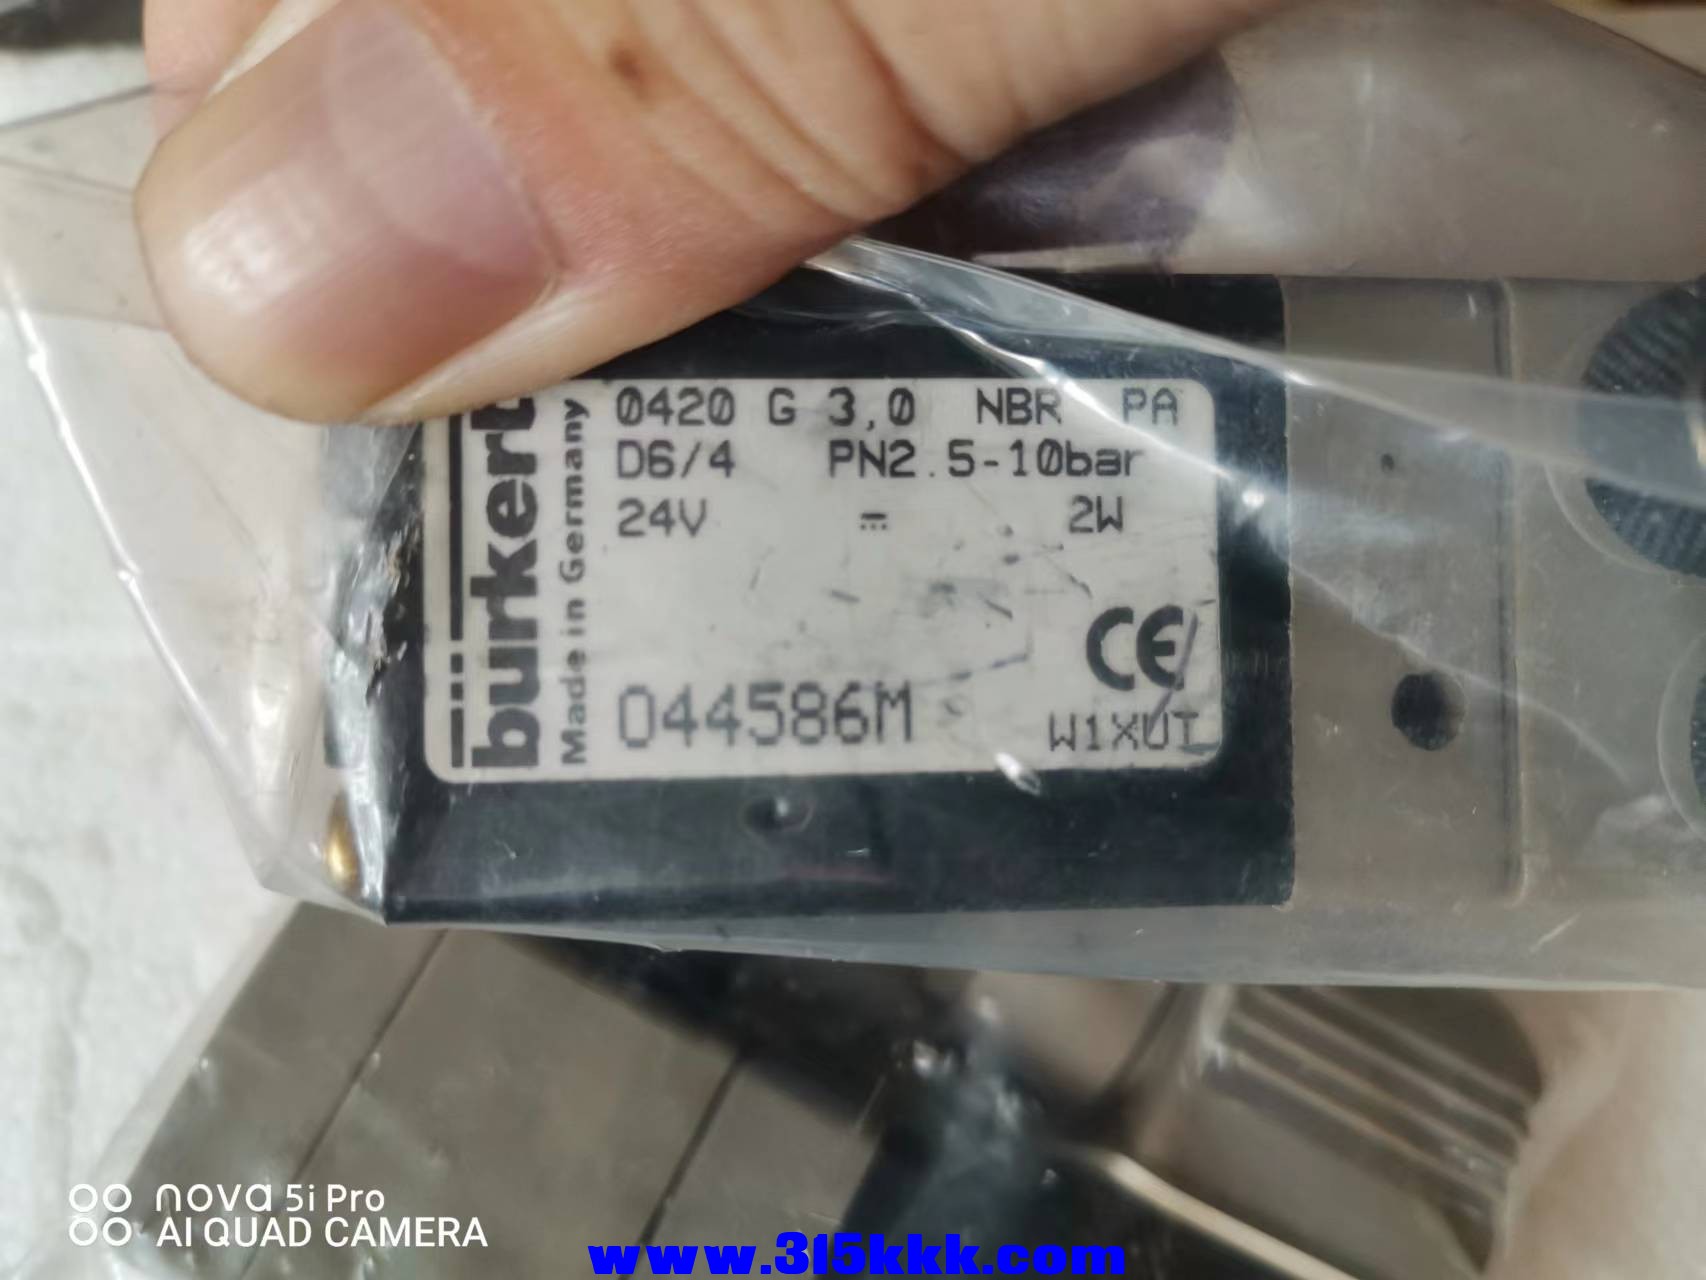 bürkert
Made in Germany
0420 G 3,0 NBR PA
D6/4 PN2.5-10bar
24V ⎓ 2W
CE
044586M
W1XUT
nova 5i Pro
AI QUAD CAMERA
www.315kkk.com